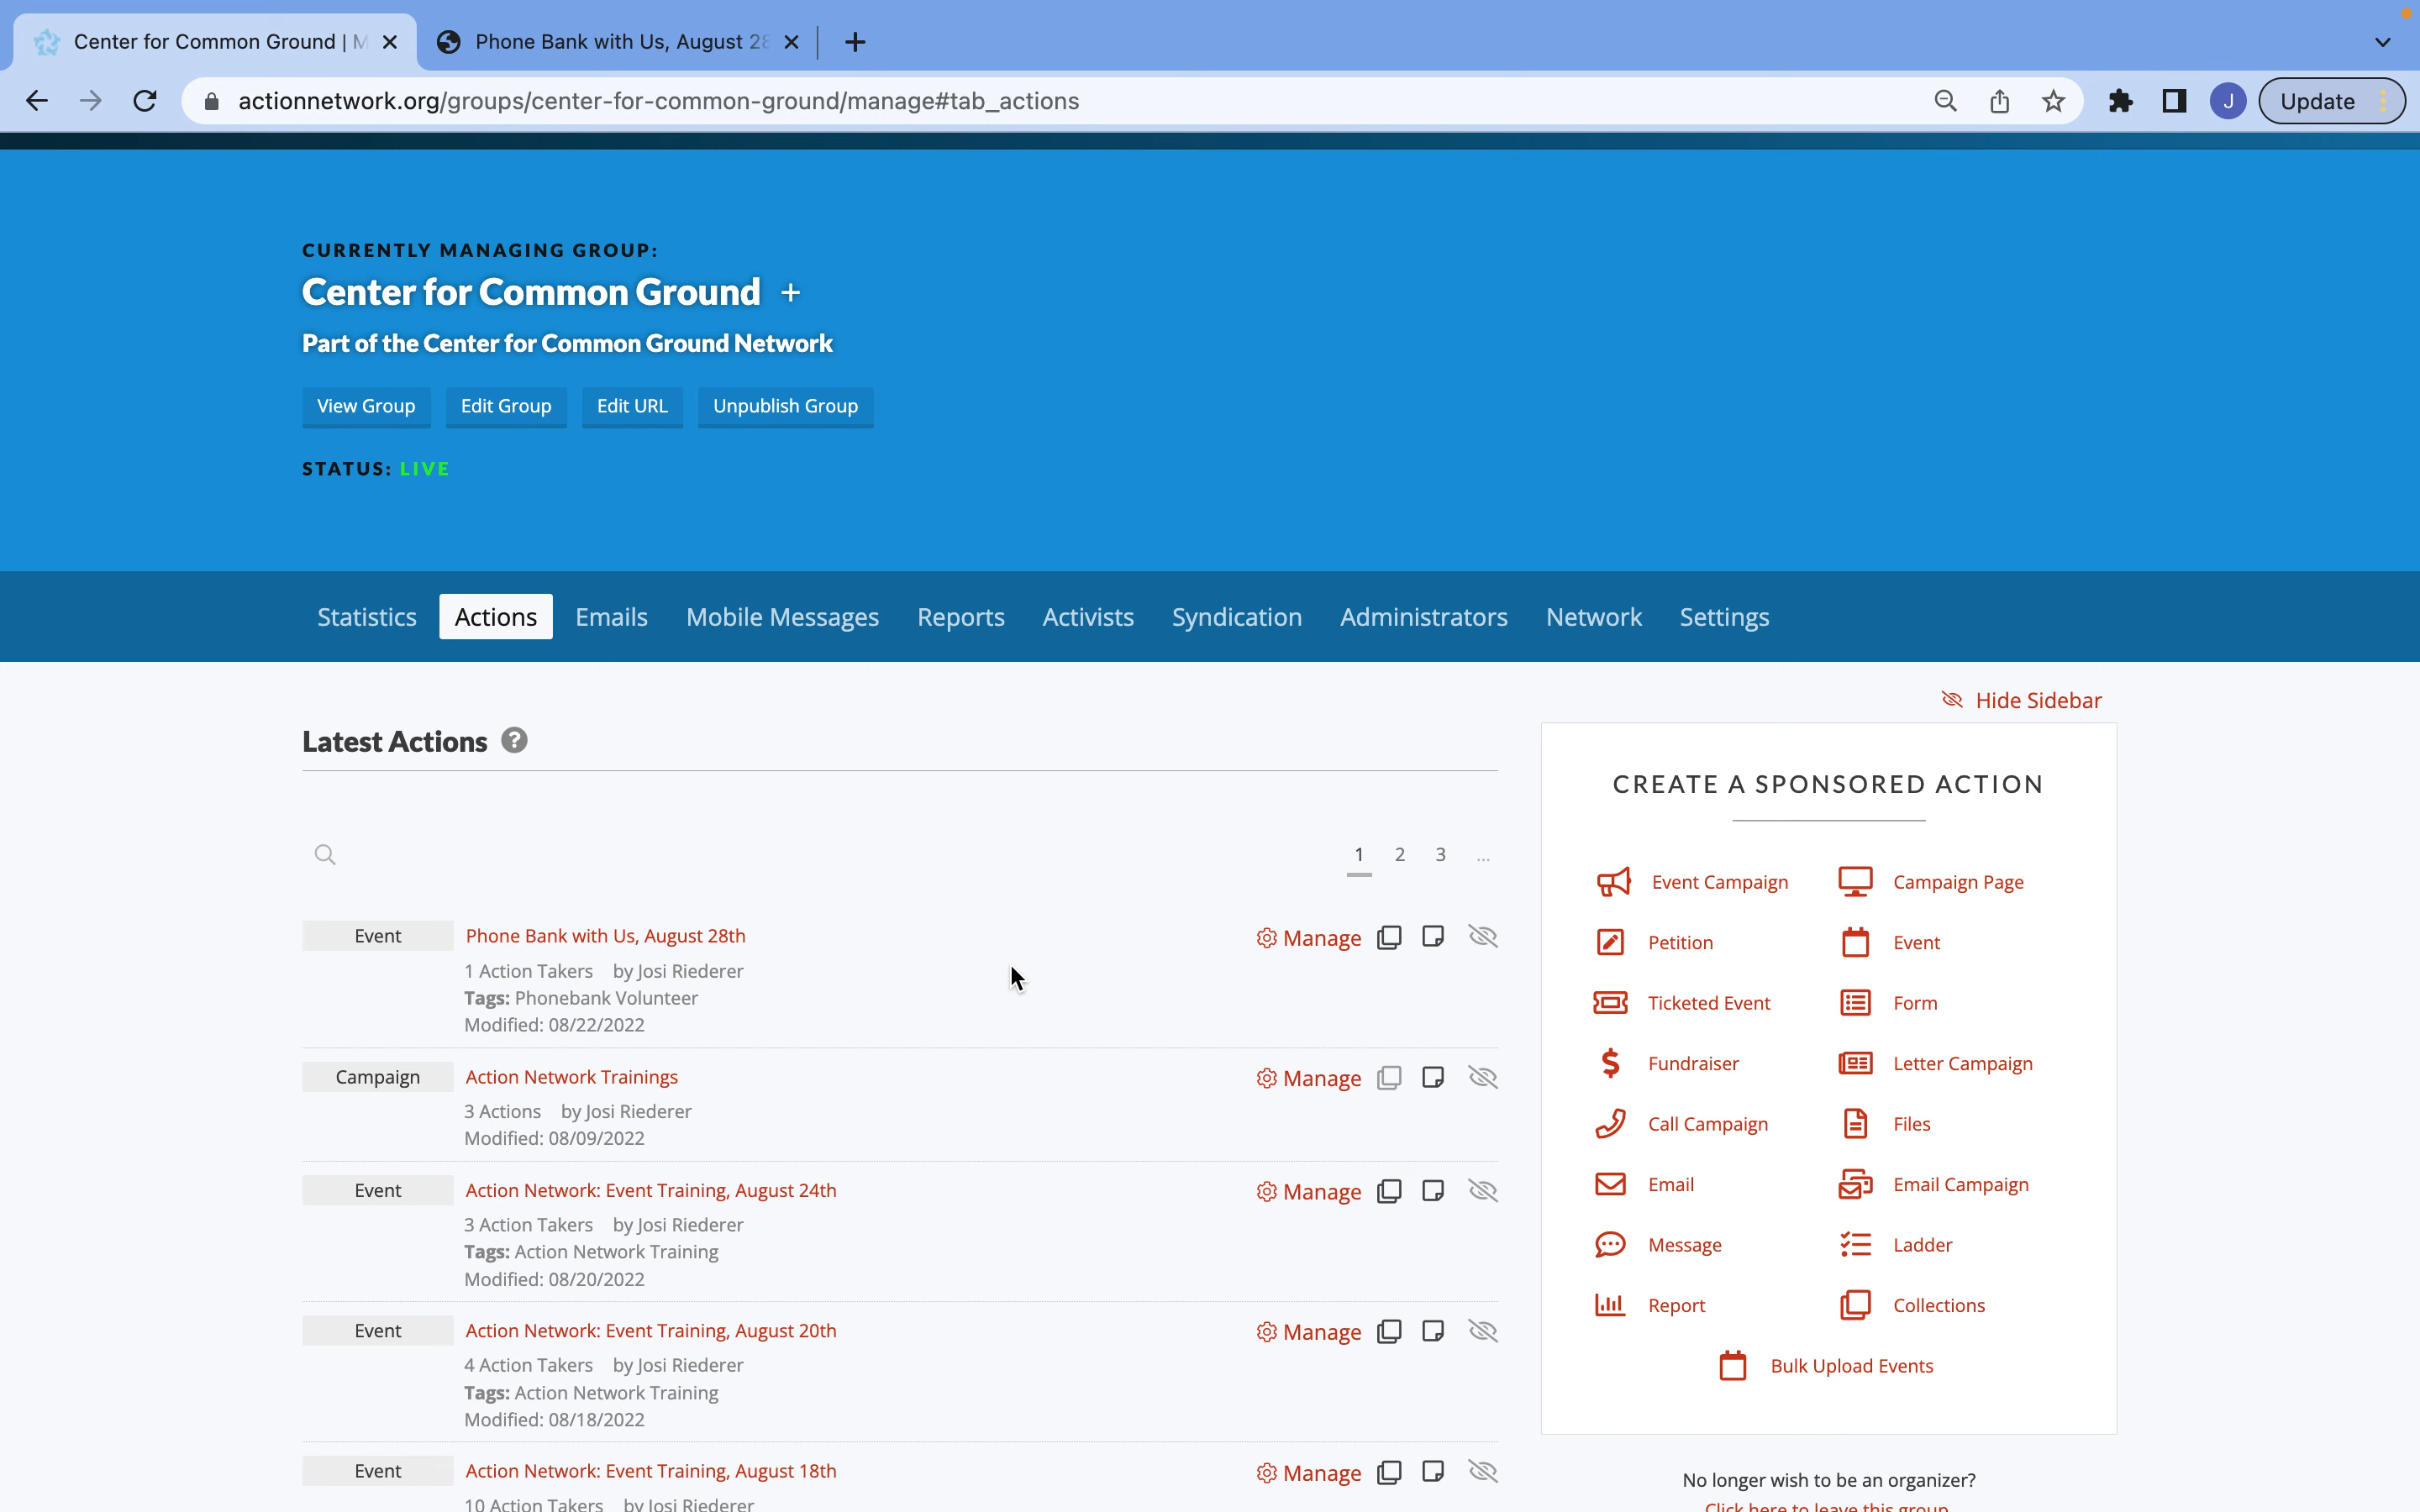 Center for Common Ground | M
Phone Bank with Us, August 28
actionnetwork.org/groups/center-for-common-ground/manage#tab_actions
J
Update
CURRENTLY MANAGING GROUP:
Center for Common Ground +
Part of the Center for Common Ground Network
View Group Edit Group Edit URL Unpublish Group
STATUS: LIVE
Statistics Actions Emails Mobile Messages Reports Activists Syndication Administrators Network Settings
Hide Sidebar
Latest Actions ?
1 2 3 ...
Event Phone Bank with Us, August 28th Manage
1 Action Takers by Josi Riederer
Tags: Phonebank Volunteer
Modified: 08/22/2022
Campaign Action Network Trainings Manage
3 Actions by Josi Riederer
Modified: 08/09/2022
Event Action Network: Event Training, August 24th Manage
3 Action Takers by Josi Riederer
Tags: Action Network Training
Modified: 08/20/2022
Event Action Network: Event Training, August 20th Manage
4 Action Takers by Josi Riederer
Tags: Action Network Training
Modified: 08/18/2022
Event Action Network: Event Training, August 18th Manage
10 Action Takers by Josi Riederer
CREATE A SPONSORED ACTION
Event Campaign Campaign Page
Petition Event
Ticketed Event Form
Fundraiser Letter Campaign
Call Campaign Files
Email Email Campaign
Message Ladder
Report Collections
Bulk Upload Events
No longer wish to be an organizer?
Click here to leave this group